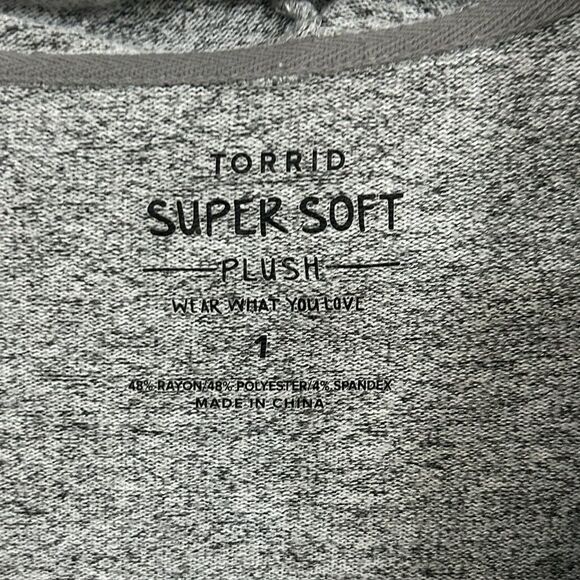 TORRID
SUPER SOFT
PLUSH
WEAR WHAT YOU LOVE
1
48% RAYON/48% POLYESTER/4% SPANDEX
MADE IN CHINA